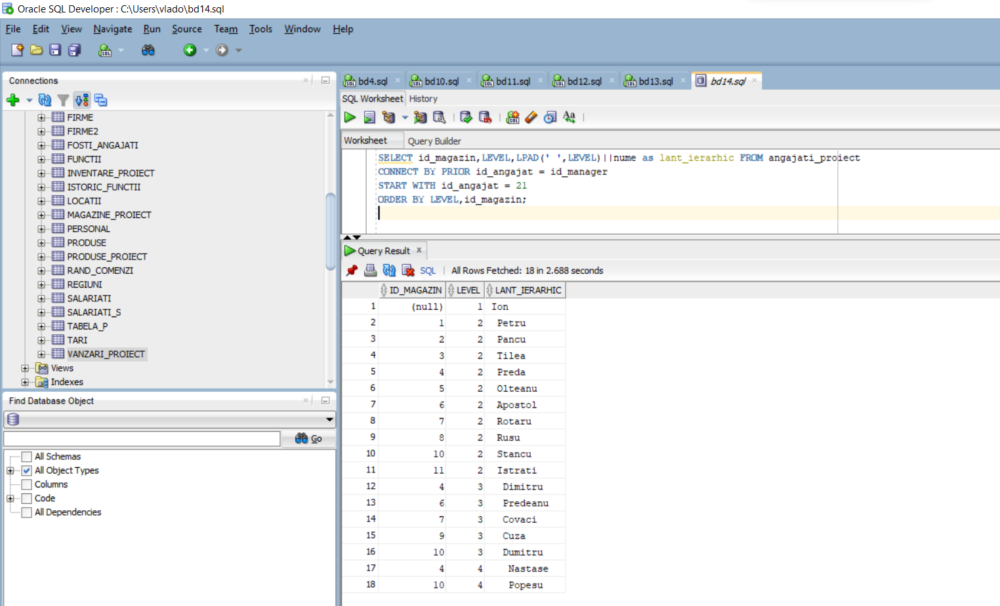 Oracle SQL Developer : C:\Users\vlado\bd14.sql
File Edit View Navigate Run Source Team Tools Window Help
Connections
FIRME
FIRME2
FOSTI_ANGAJATI
FUNCTII
INVENTARE_PROIECT
ISTORIC_FUNCTII
LOCATII
MAGAZINE_PROIECT
PERSONAL
PRODUSE
PRODUSE_PROIECT
RAND_COMENZI
REGIUNI
SALARIATI
SALARIATI_S
TABELA_P
TARI
VANZARI_PROIECT
Views
Indexes
Find Database Object
Go
All Schemas
All Object Types
Columns
Code
All Dependencies
bd4.sql bd10.sql bd11.sql bd12.sql bd13.sql bd14.sql
SQL Worksheet History
Worksheet Query Builder
SELECT id_magazin,LEVEL,LPAD(' ',LEVEL)||nume as lant_ierarhic FROM angajati_proiect
CONNECT BY PRIOR id_angajat = id_manager
START WITH id_angajat = 21
ORDER BY LEVEL,id_magazin;
Query Result
SQL | All Rows Fetched: 18 in 2.688 seconds
ID_MAGAZIN LEVEL LANT_IERARHIC
1 (null) 1 Ion
2 1 2 Petru
3 2 2 Pancu
4 3 2 Tilea
5 4 2 Preda
6 5 2 Olteanu
7 6 2 Apostol
8 7 2 Rotaru
9 8 2 Rusu
10 10 2 Stancu
11 11 2 Istrati
12 4 3 Dimitru
13 6 3 Predeanu
14 7 3 Covaci
15 9 3 Cuza
16 10 3 Dumitru
17 4 4 Nastase
18 10 4 Popesu